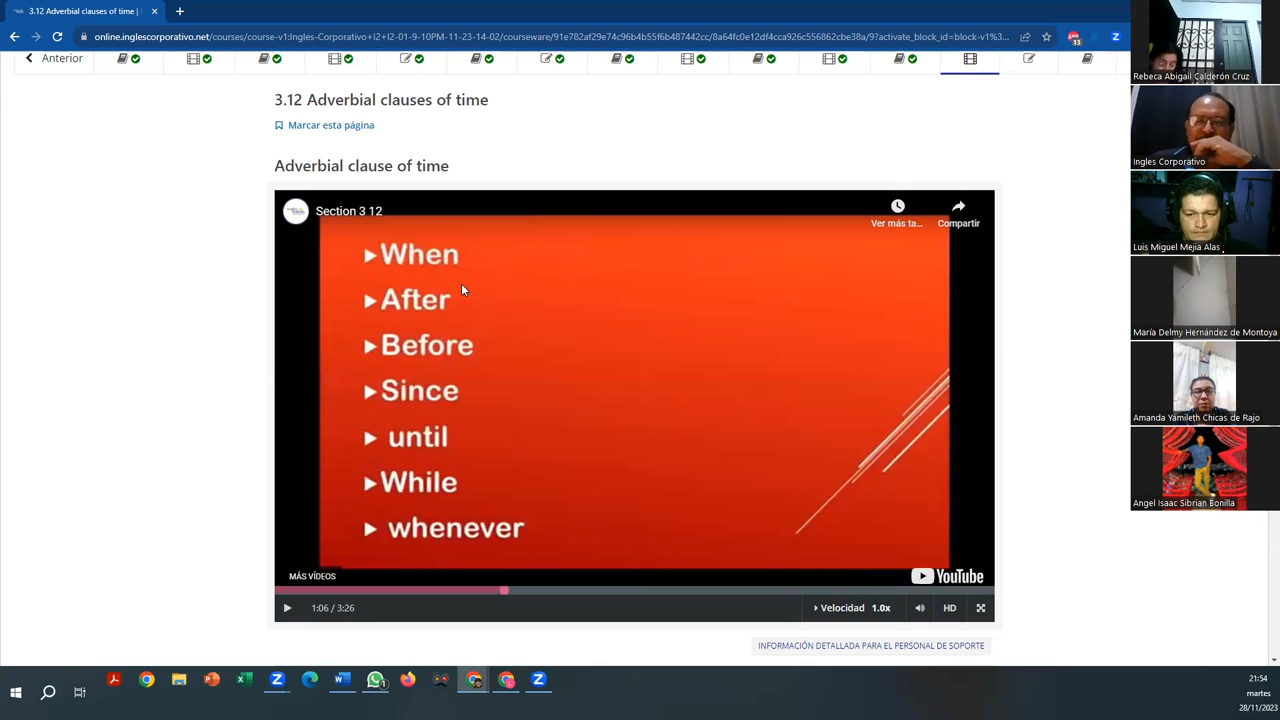 3.12 Adverbial clauses of time |
online.inglescorporativo.net/courses/course-v1:Ingles-Corporativo+I2+I2-01-9-10PM-11-23-14-02/courseware/91e782af29e74c96b4b55f6b4447442cc/8a64fc0e12df4cca926c556862cbe38a/9?activate_block_id=block-v1%3...
13
Anterior
3.12 Adverbial clauses of time
Marcar esta página
Adverbial clause of time
Section 3 12
Ver más ta...
Compartir
When
After
Before
Since
until
While
whenever
MÁS VÍDEOS
YouTube
1:06 / 3:26
Velocidad 1.0x
HD
INFORMACIÓN DETALLADA PARA EL PERSONAL DE SOPORTE
Rebeca Abigail Calderón Cruz
Ingles Corporativo
Luis Miguel Mejia Alas
María Delmy Hernández de Montoya
Amanda Yamileth Chicas de Rajo
Angel Isaac Sibrian Bonilla
1
21:54
martes
28/11/2023